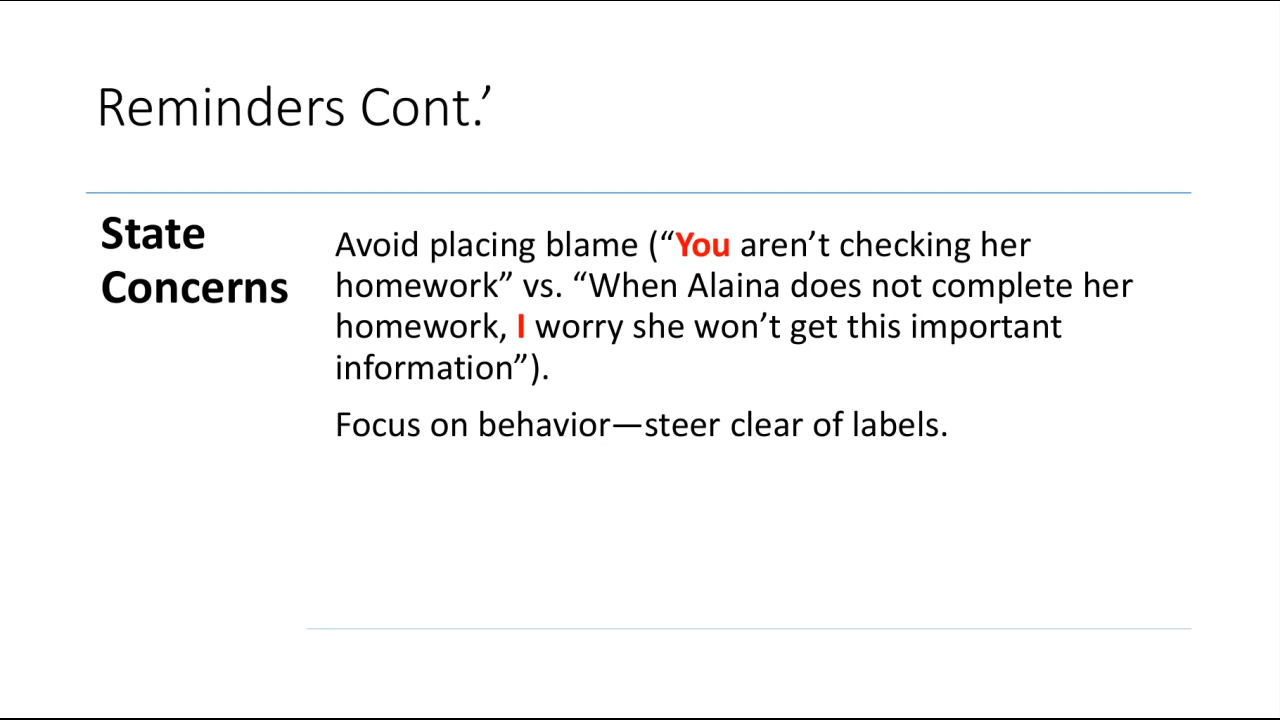 Reminders Cont.’
State
Concerns
Avoid placing blame (“You aren’t checking her
homework” vs. “When Alaina does not complete her
homework, I worry she won’t get this important
information”).
Focus on behavior—steer clear of labels.